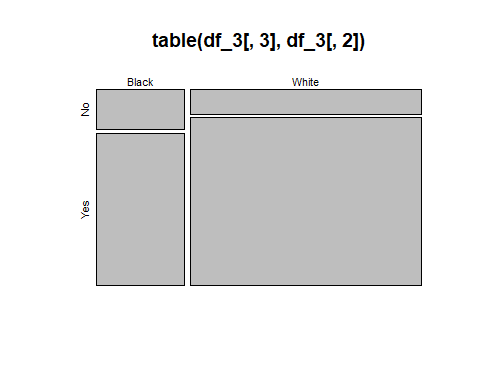 table(df_3[, 3], df_3[, 2])
Black White
No
Yes